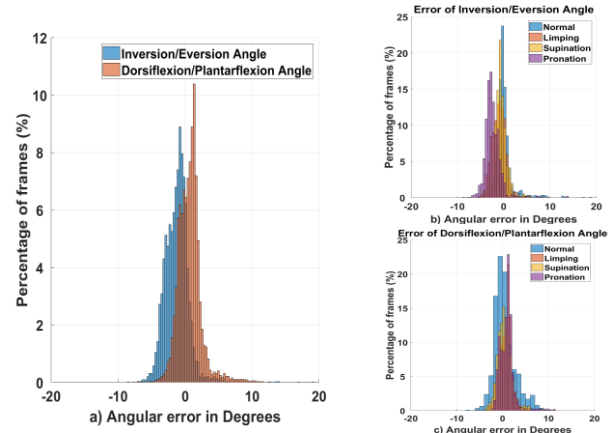 12
10
8
6
4
2
0
Percentage of frames (%)
Inversion/Eversion Angle
Dorsiflexion/Plantarflexion Angle
-20 -10 0 10 20
a) Angular error in Degrees
Error of Inversion/Eversion Angle
25
20
15
10
5
0
Percentage of frames (%)
Normal
Limping
Supination
Pronation
-20 -10 0 10 20
b) Angular error in Degrees
Error of Dorsiflexion/Plantarflexion Angle
25
20
15
10
5
0
Percentage of frames (%)
Normal
Limping
Supination
Pronation
-20 -10 0 10 20
c) Angular error in Degrees